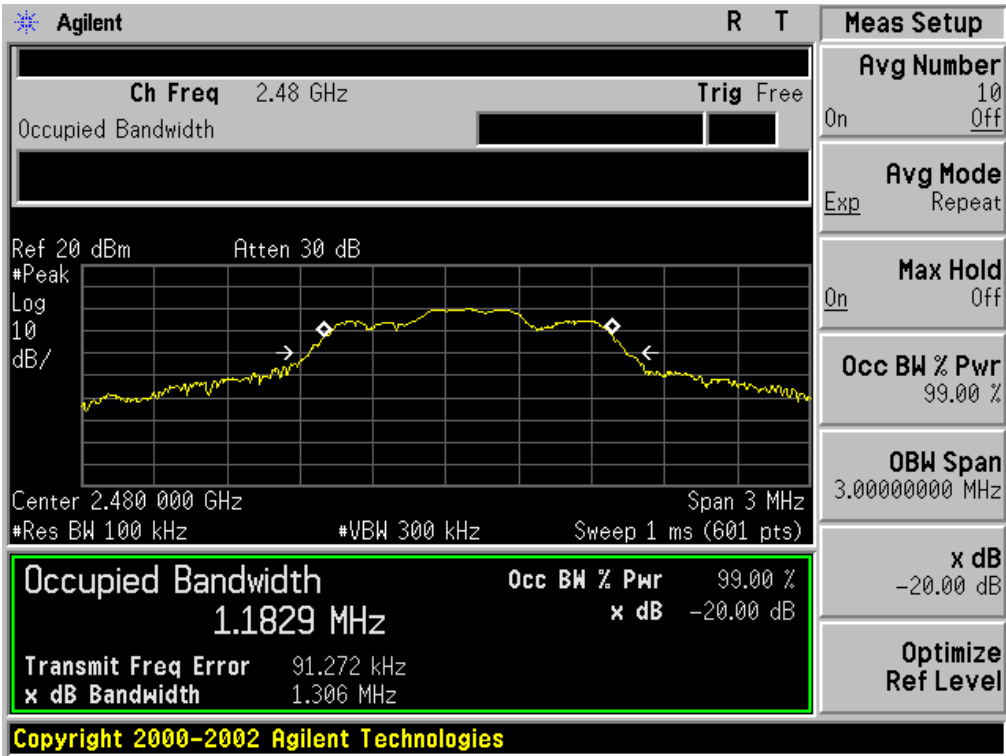 Agilent R T
Ch Freq 2.48 GHz Trig Free
Occupied Bandwidth
Ref 20 dBm Atten 30 dB
#Peak
Log
10
dB/
Center 2.480 000 GHz Span 3 MHz
#Res BW 100 kHz #VBW 300 kHz Sweep 1 ms (601 pts)
Occupied Bandwidth Occ BW % Pwr 99.00 %
1.1829 MHz x dB -20.00 dB
Transmit Freq Error 91.272 kHz
x dB Bandwidth 1.306 MHz
Copyright 2000-2002 Agilent Technologies
Meas Setup
Avg Number
10
On Off
Avg Mode
Exp Repeat
Max Hold
On Off
Occ BW % Pwr
99.00 %
OBW Span
3.00000000 MHz
x dB
-20.00 dB
Optimize
Ref Level